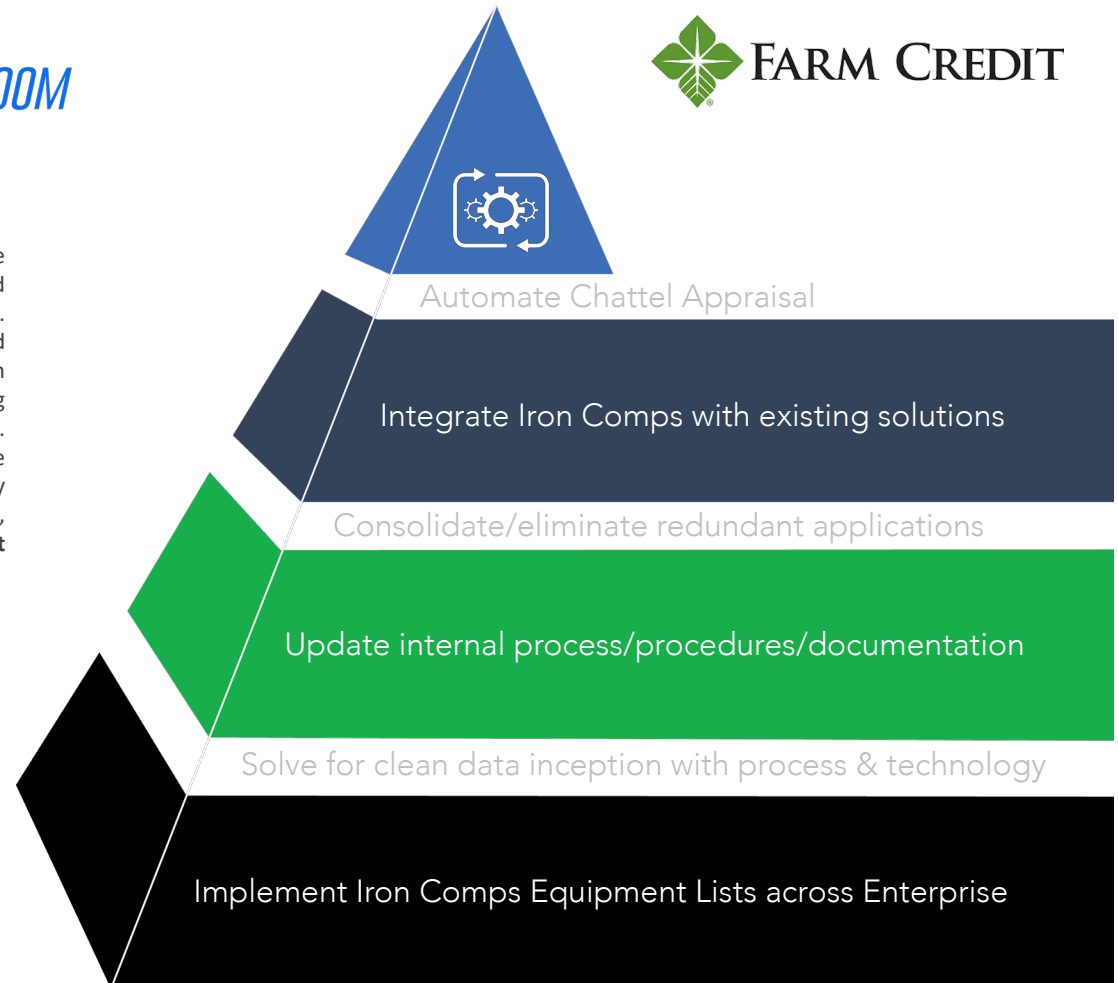 FARM CREDIT
Automate Chattel Appraisal
Integrate Iron Comps with existing solutions
Consolidate/eliminate redundant applications
Update internal process/procedures/documentation
Solve for clean data inception with process & technology
Implement Iron Comps Equipment Lists across Enterprise